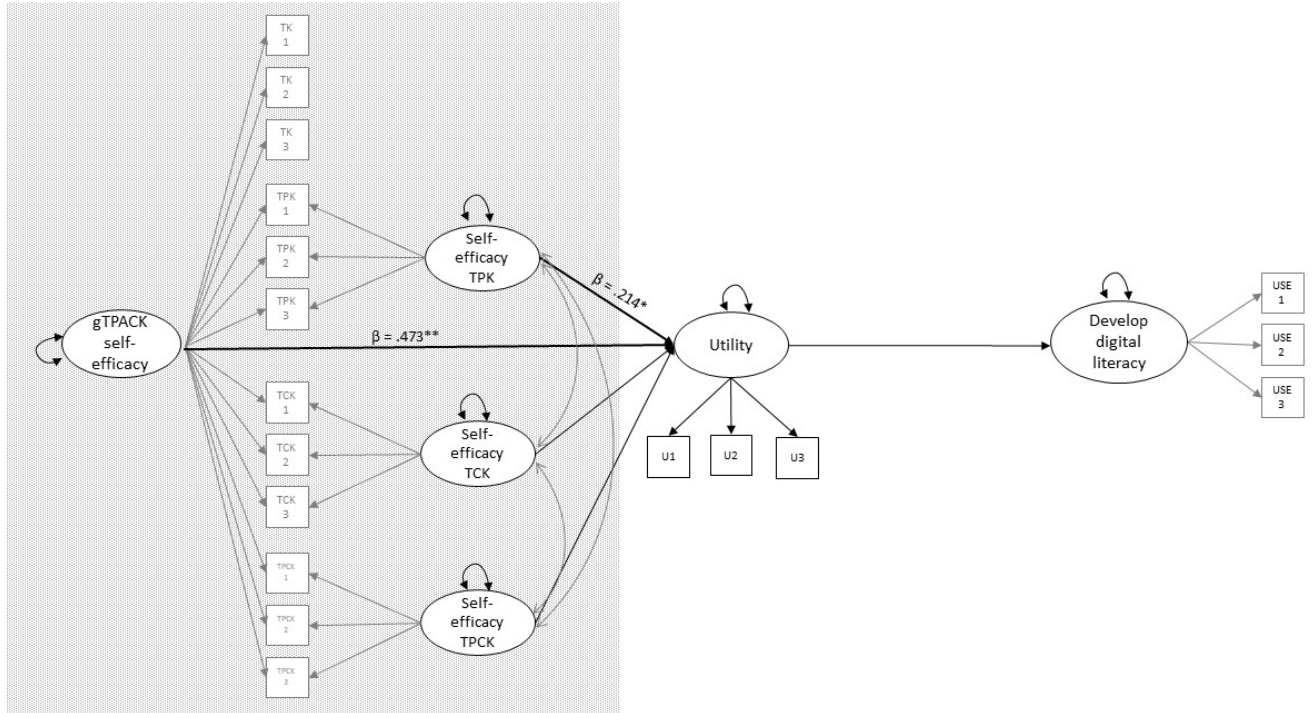 TK
1
TK
2
TK
3
TPK
1
TPK
2
TPK
3
TCK
1
TCK
2
TCK
3
TPCK
1
TPCK
2
TPCK
3
gTPACK
self-
efficacy
Self-
efficacy
TPK
Self-
efficacy
TCK
Self-
efficacy
TPCK
β = .214*
β = .473**
Utility
U1
U2
U3
Develop
digital
literacy
USE
1
USE
2
USE
3